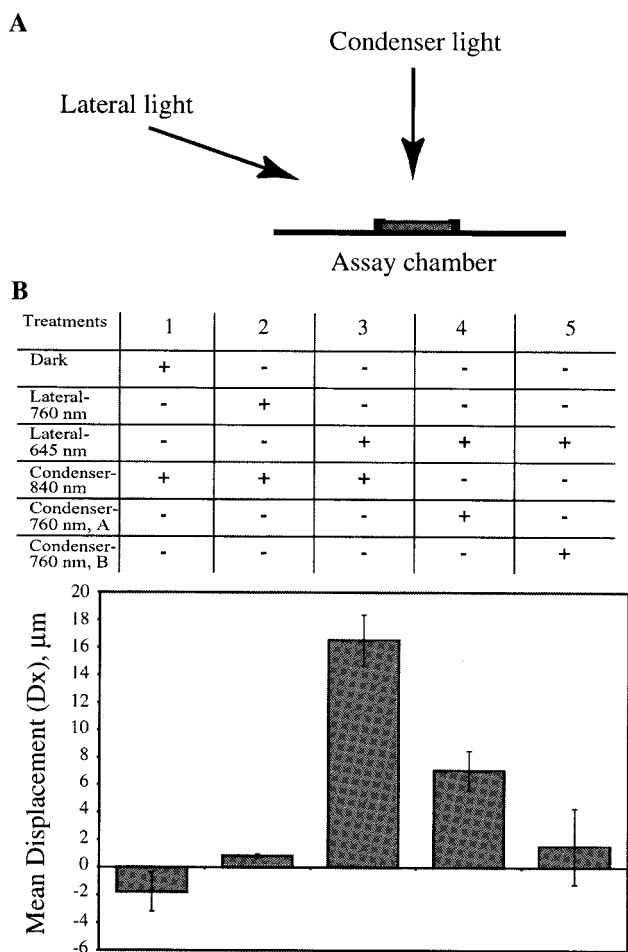 A
Condenser light
Lateral light
Assay chamber
B
Treatments 1 2 3 4 5
Dark + - - - -
Lateral-
760 nm - + - - -
Lateral-
645 nm - - + + +
Condenser-
840 nm + + + - -
Condenser-
760 nm, A - - - + -
Condenser-
760 nm, B - - - - +
Mean Displacement (Dx), μm
20
18
16
14
12
10
8
6
4
2
0
-2
-4
-6